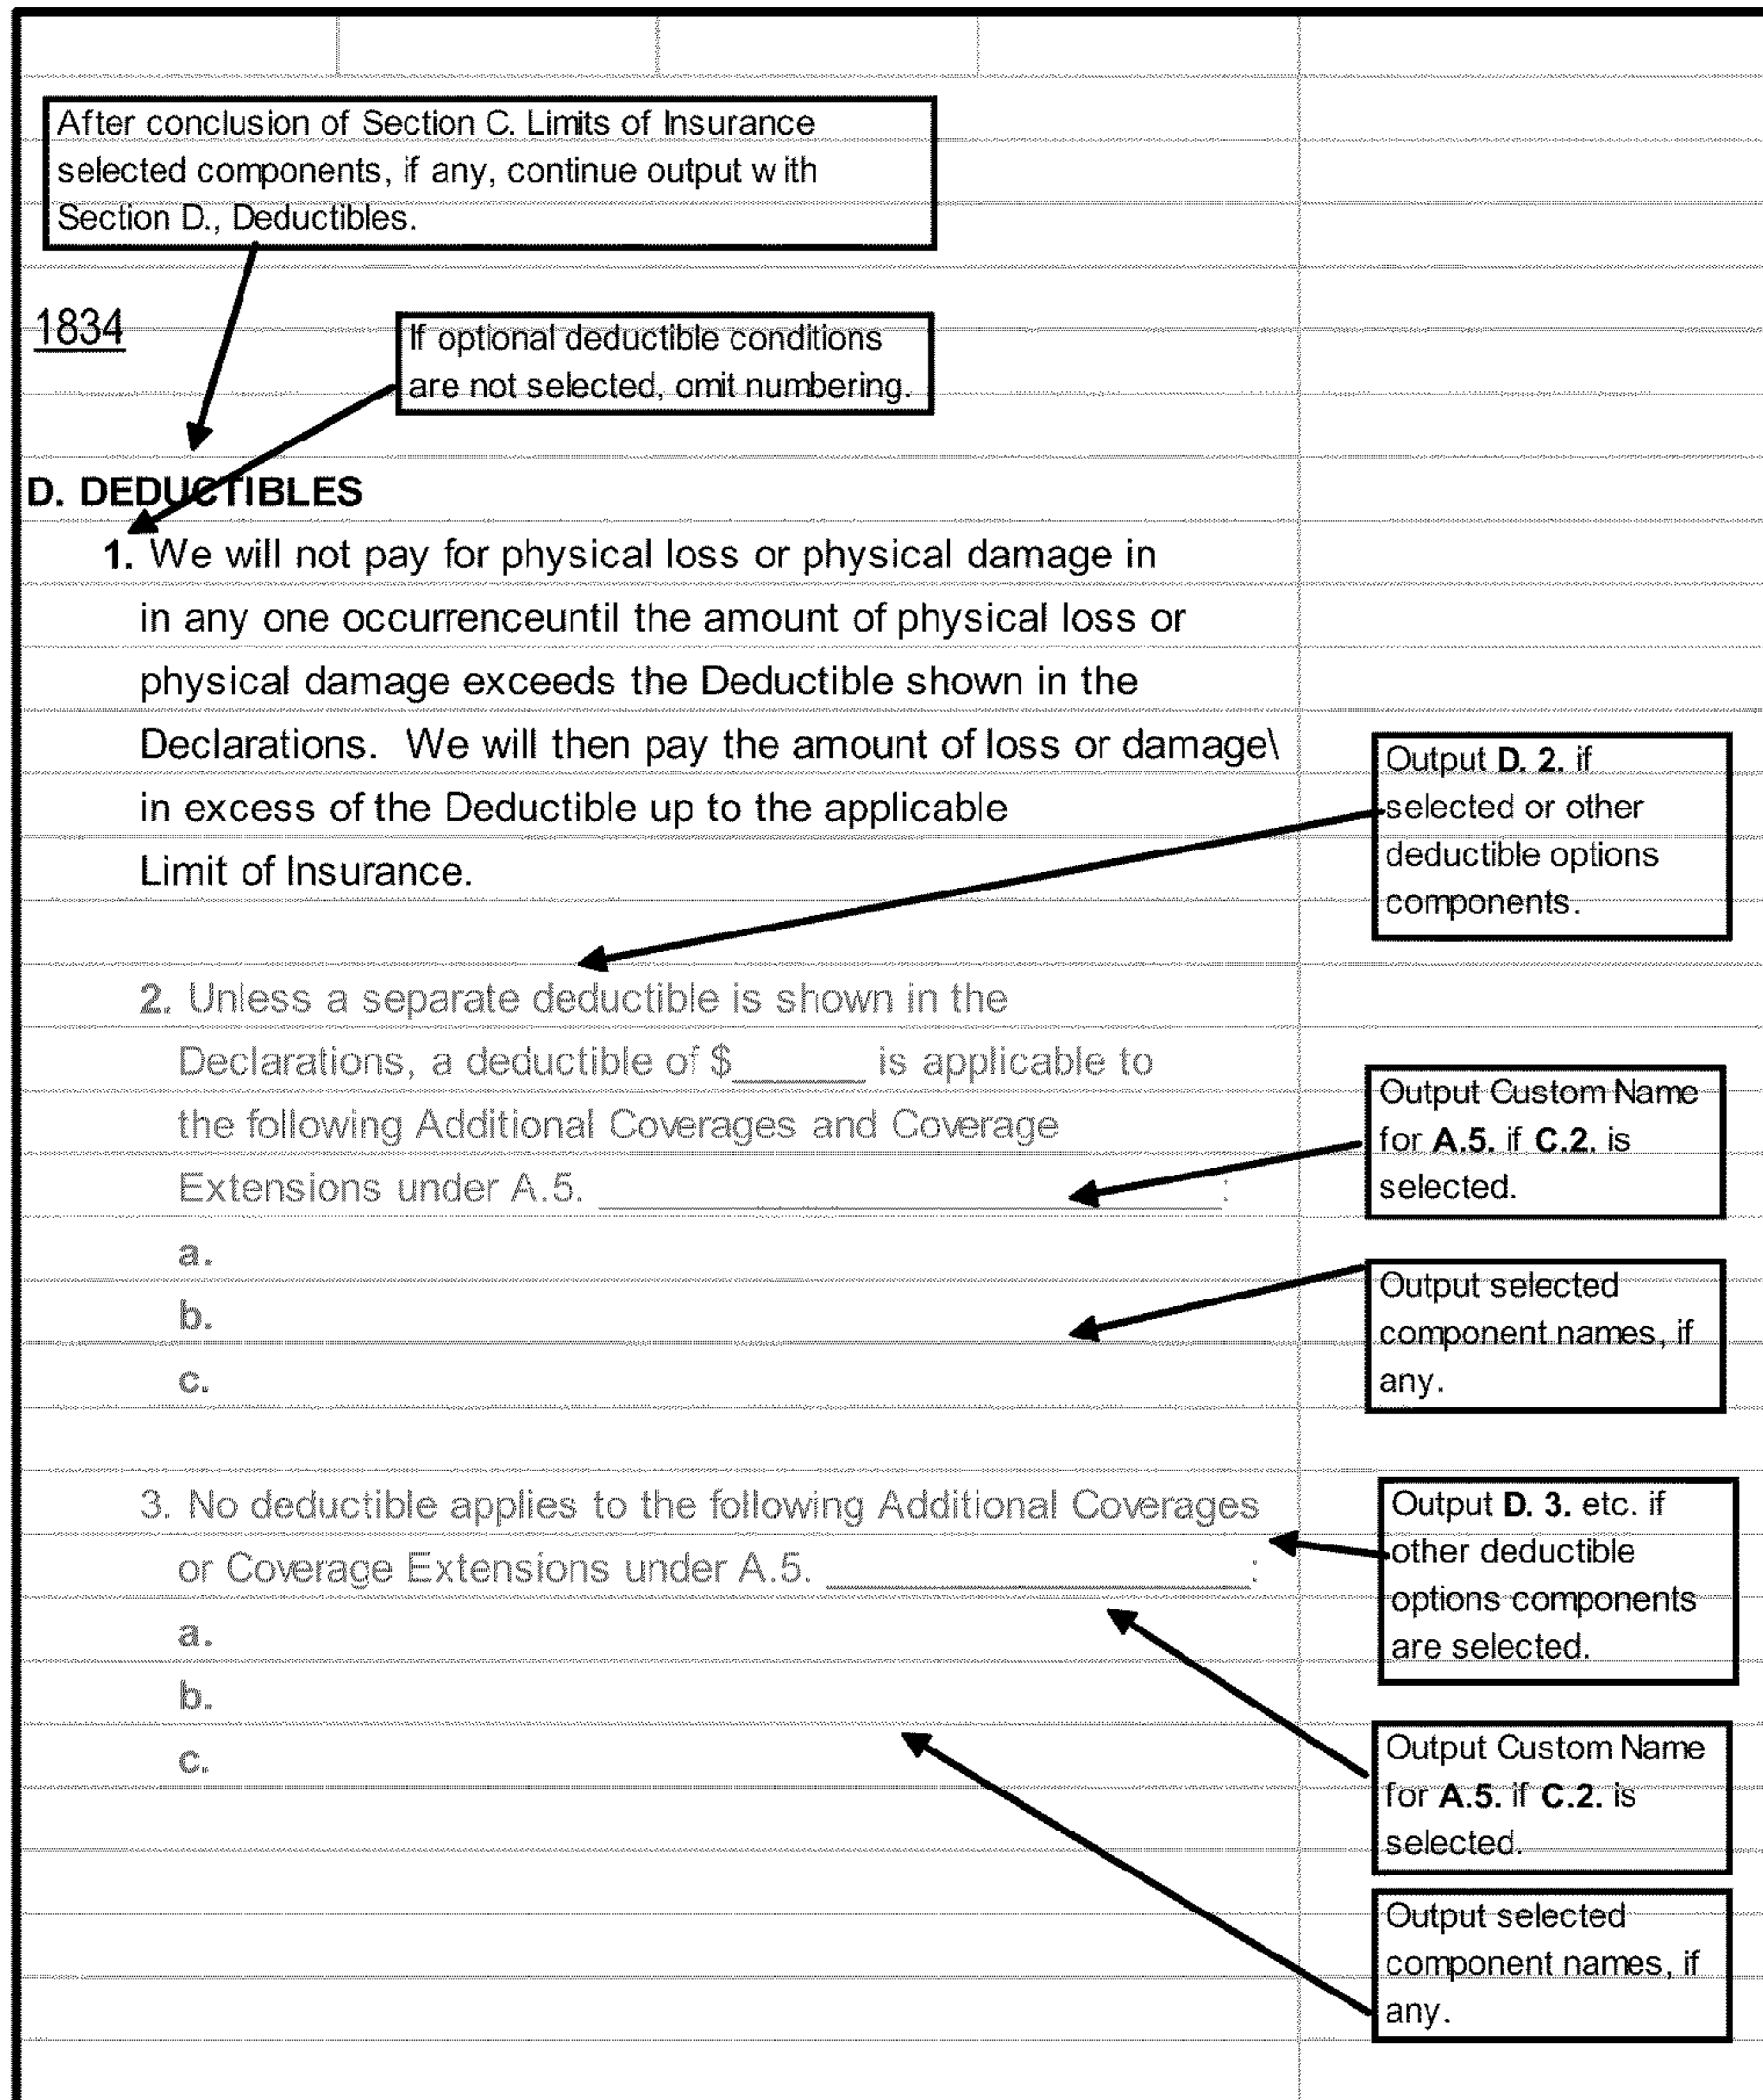 After conclusion of Section C. Limits of Insurance
selected components, if any, continue output with
Section D., Deductibles.
1834
If optional deductible conditions
are not selected, omit numbering.
D. DEDUCTIBLES
1. We will not pay for physical loss or physical damage in
in any one occurrenceuntil the amount of physical loss or
physical damage exceeds the Deductible shown in the
Declarations. We will then pay the amount of loss or damage\
in excess of the Deductible up to the applicable
Limit of Insurance.
Output D. 2. if
selected or other
deductible options
components.
2. Unless a separate deductible is shown in the
Declarations, a deductible of $______ is applicable to
the following Additional Coverages and Coverage
Extensions under A.5. ____________________________:
Output Custom Name
for A.5. if C.2. is
selected.
a.
b.
c.
Output selected
component names, if
any.
3. No deductible applies to the following Additional Coverages
or Coverage Extensions under A.5. ___________________:
Output D. 3. etc. if
other deductible
options components
are selected.
a.
b.
c.
Output Custom Name
for A.5. if C.2. is
selected.
Output selected
component names, if
any.